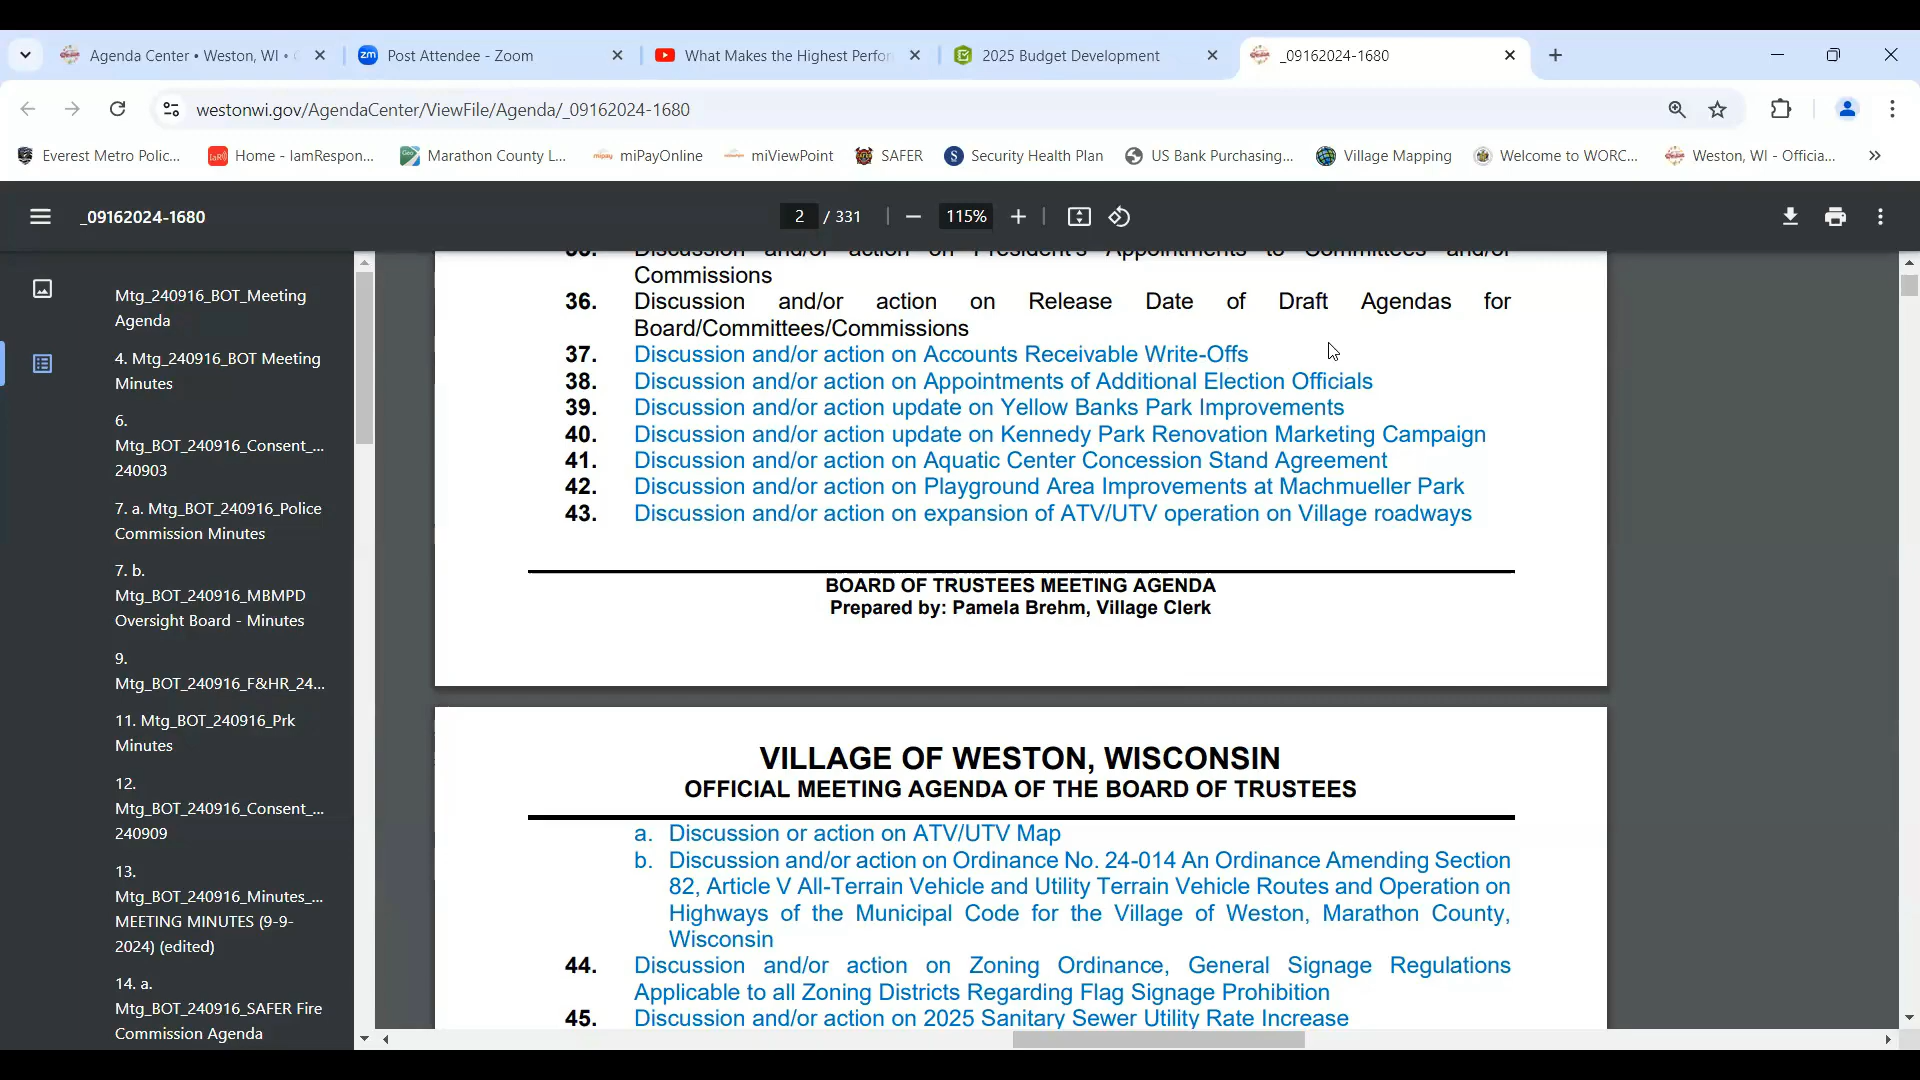 Agenda Center • Weston, WI •
Post Attendee - Zoom
What Makes the Highest Perfor
2025 Budget Development
_09162024-1680
westonwi.gov/AgendaCenter/ViewFile/Agenda/_09162024-1680
Everest Metro Polic...
Home - IamRespon...
Marathon County L...
miPayOnline
miViewPoint
SAFER
Security Health Plan
US Bank Purchasing...
Village Mapping
Welcome to WORC...
Weston, WI - Officia...
_09162024-1680
2 / 331
115%
Mtg_240916_BOT_Meeting
Agenda
4. Mtg_240916_BOT Meeting
Minutes
6.
Mtg_BOT_240916_Consent_...
240903
7. a. Mtg_BOT_240916_Police
Commission Minutes
7. b.
Mtg_BOT_240916_MBMPD
Oversight Board - Minutes
9.
Mtg_BOT_240916_F&HR_24...
11. Mtg_BOT_240916_Prk
Minutes
12.
Mtg_BOT_240916_Consent_...
240909
13.
Mtg_BOT_240916_Minutes_...
MEETING MINUTES (9-9-
2024) (edited)
14. a.
Mtg_BOT_240916_SAFER Fire
Commission Agenda
Discussion and/or action on President's Appointments to Committees and/or
Commissions
36. Discussion and/or action on Release Date of Draft Agendas for
Board/Committees/Commissions
37. Discussion and/or action on Accounts Receivable Write-Offs
38. Discussion and/or action on Appointments of Additional Election Officials
39. Discussion and/or action update on Yellow Banks Park Improvements
40. Discussion and/or action update on Kennedy Park Renovation Marketing Campaign
41. Discussion and/or action on Aquatic Center Concession Stand Agreement
42. Discussion and/or action on Playground Area Improvements at Machmueller Park
43. Discussion and/or action on expansion of ATV/UTV operation on Village roadways
BOARD OF TRUSTEES MEETING AGENDA
Prepared by: Pamela Brehm, Village Clerk
VILLAGE OF WESTON, WISCONSIN
OFFICIAL MEETING AGENDA OF THE BOARD OF TRUSTEES
a. Discussion or action on ATV/UTV Map
b. Discussion and/or action on Ordinance No. 24-014 An Ordinance Amending Section
82, Article V All-Terrain Vehicle and Utility Terrain Vehicle Routes and Operation on
Highways of the Municipal Code for the Village of Weston, Marathon County,
Wisconsin
44. Discussion and/or action on Zoning Ordinance, General Signage Regulations
Applicable to all Zoning Districts Regarding Flag Signage Prohibition
45. Discussion and/or action on 2025 Sanitary Sewer Utility Rate Increase